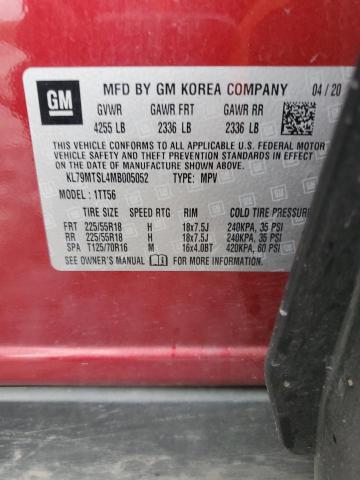 GM
MFD BY GM KOREA COMPANY 04/20
GVWR GAWR FRT GAWR RR
4255 LB 2336 LB 2336 LB
THIS VEHICLE CONFORMS TO ALL APPLICABLE U.S. FEDERAL MOTOR
VEHICLE SAFETY, BUMPER, AND THEFT PREVENTION STANDARDS IN
EFFECT ON THE DATE OF MANUFACTURE SHOWN ABOVE.
KL79MTSL4MB005052 TYPE: MPV
MODEL: 1TT56
TIRE SIZE SPEED RTG RIM COLD TIRE PRESSURE
FRT 225/55R18 H 18x7.5J 240KPA, 35 PSI
RR 225/55R18 H 18x7.5J 240KPA, 35 PSI
SPA T125/70R16 M 16x4.0BT 420KPA, 60 PSI
SEE OWNER'S MANUAL FOR MORE INFORMATION.